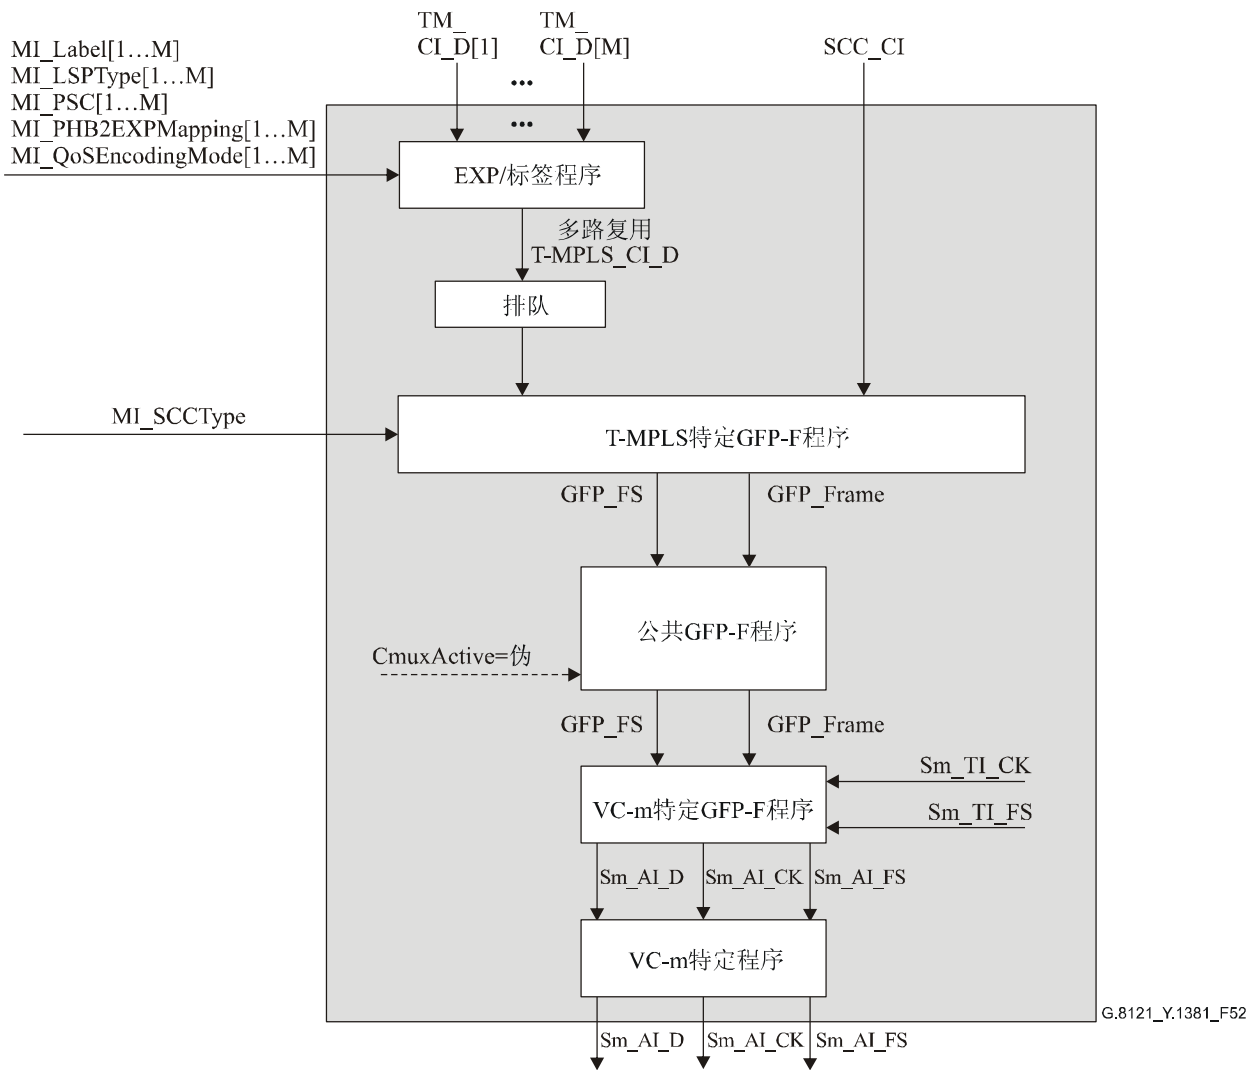 TM_
CI_D[1]
TM_
CI_D[M]
SCC_CI
MI_Label[1…M]
MI_LSPType[1…M]
MI_PSC[1…M]
MI_PHB2EXPMapping[1…M]
MI_QoSEncodingMode[1…M]
...
...
EXP/标签程序
多路复用
T-MPLS_CI_D
排队
MI_SCCType
T-MPLS特定GFP-F程序
GFP_FS
GFP_Frame
公共GFP-F程序
CmuxActive=伪
GFP_FS
GFP_Frame
Sm_TI_CK
VC-m特定GFP-F程序
Sm_TI_FS
Sm_AI_D
Sm_AI_CK
Sm_AI_FS
VC-m特定程序
G.8121_Y.1381_F52
Sm_AI_D
Sm_AI_CK
Sm_AI_FS